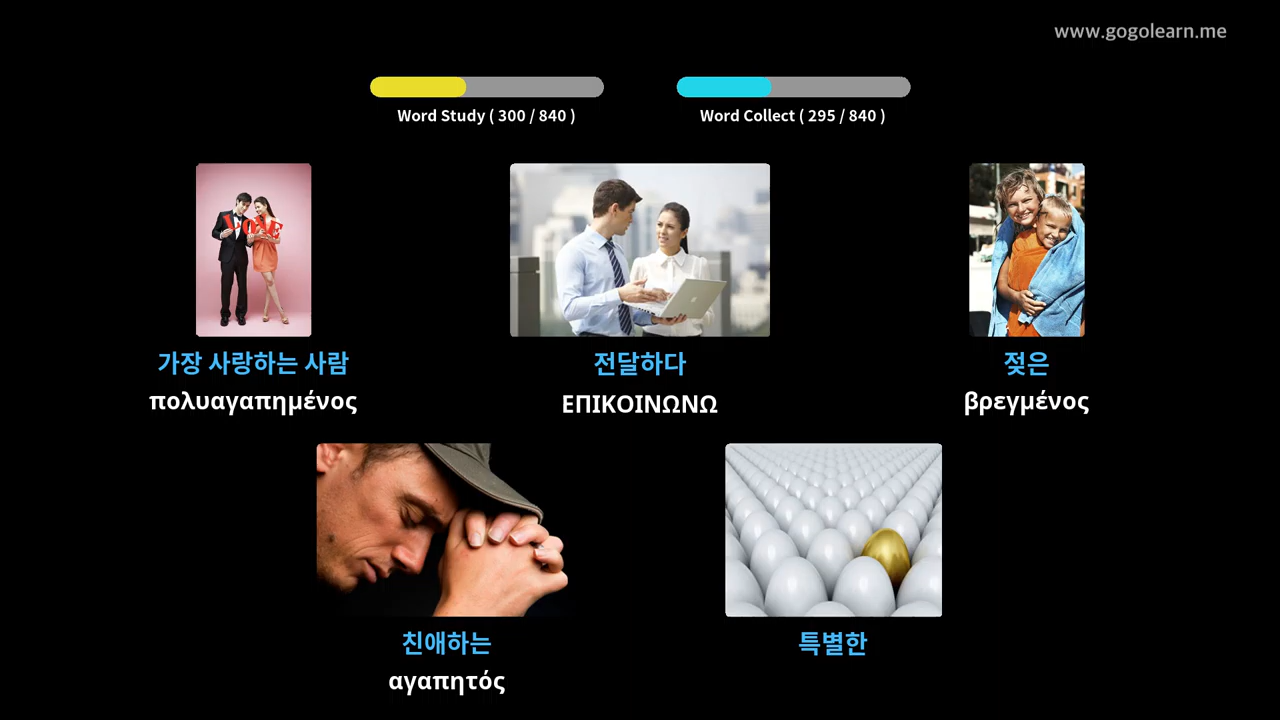 www.gogolearn.me
Word Study ( 300 / 840 )
Word Collect ( 295 / 840 )
가장 사랑하는 사람
πολυαγαπημένος
전달하다
ΕΠΙΚΟΙΝΩΝΩ
젖은
βρεγμένος
친애하는
αγαπητός
특별한